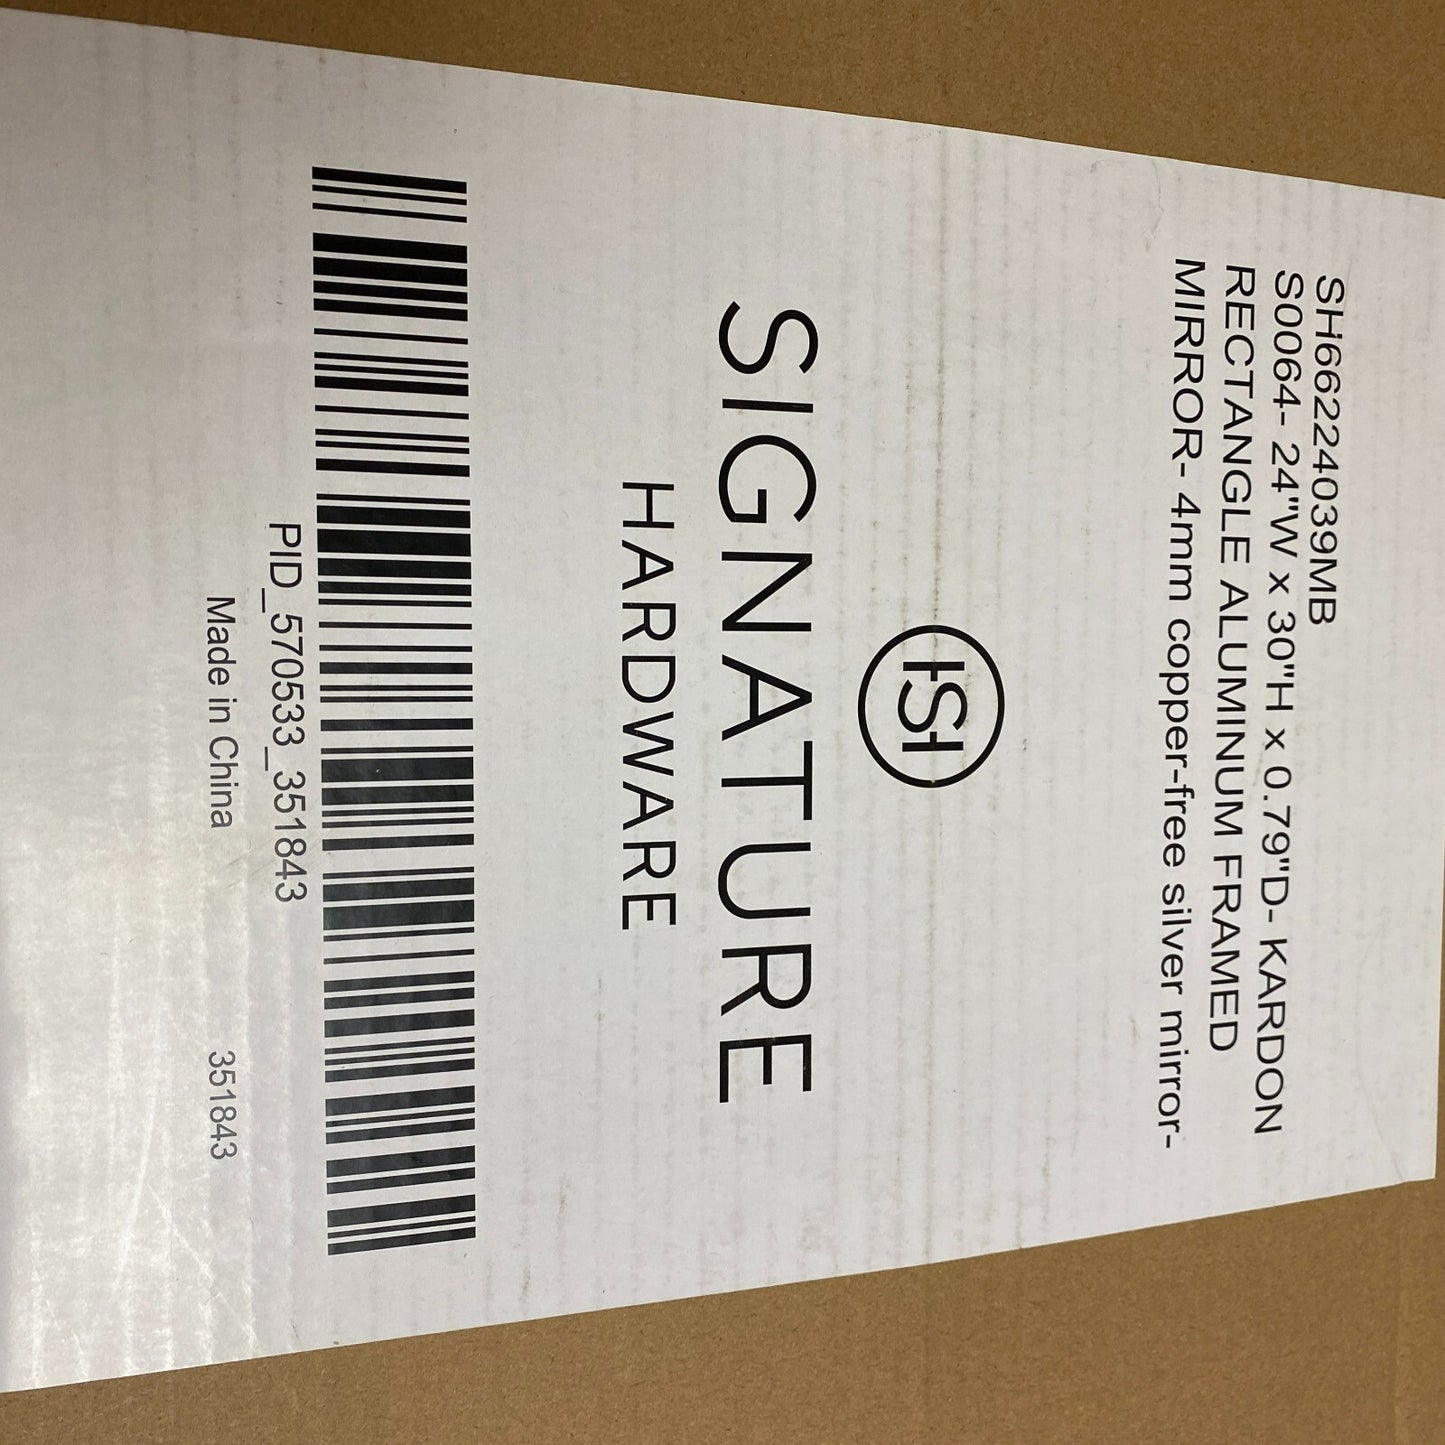 SH66224039MB
S0064- 24"W x 30"H x 0.79"D- KARDON
RECTANGLE ALUMINUM FRAMED
MIRROR- 4mm copper-free silver mirror-
HS
SIGNATURE
HARDWARE
PID_570533_351843
Made in China 351843